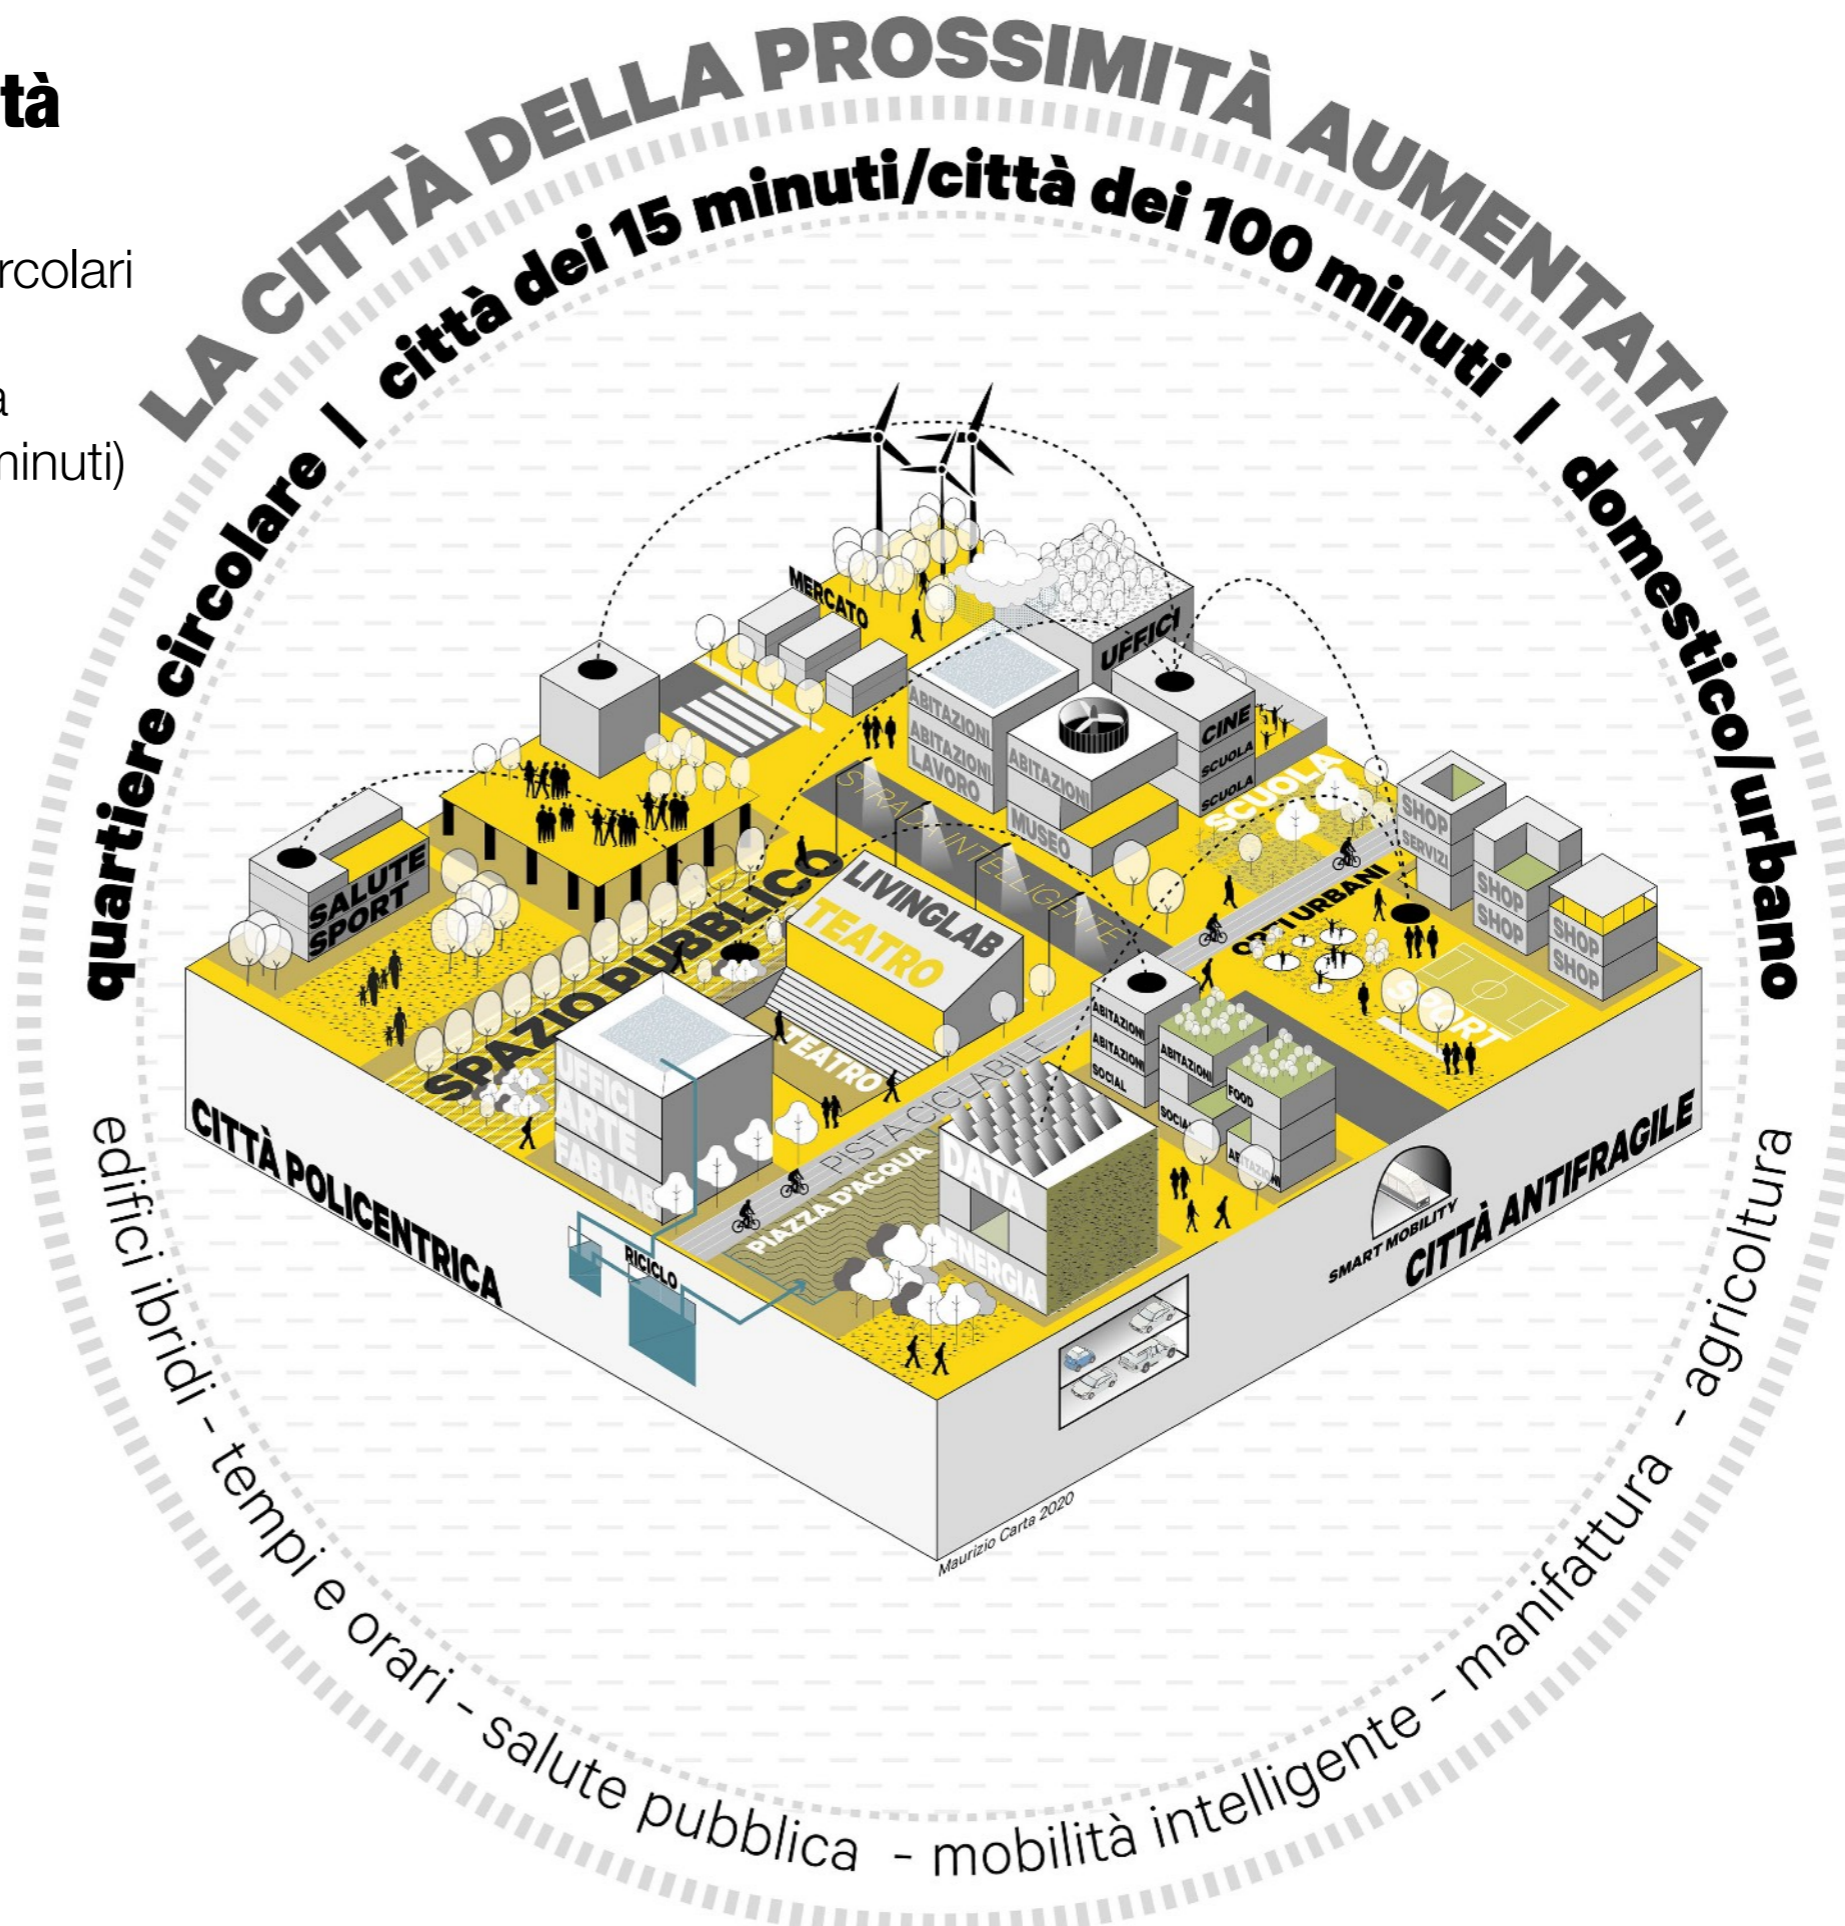 tà
rcolari
a
minuti)
LA CITTÀ DELLA PROSSIMITÀ AUMENTATA
quartiere circolare | città dei 15 minuti/città dei 100 minuti | domestico/urbano
MERCATO
UFFICI
ABITAZIONI
ABITAZIONI
LAVORO
ABITAZIONI
MUSEO
CINE
SCUOLA
SCUOLA
SCUOLA
STRADA INTELLIGENTE
SHOP
SERVIZI
SHOP
SHOP
SHOP
SHOP
SALUTE
SPORT
SPAZIO PUBBLICO
LIVINGLAB
TEATRO
TEATRO
ORTI URBANI
SPORT
UFFICI
ARTE
FAB LAB
ABITAZIONI
ABITAZIONI
SOCIAL
ABITAZIONI
SOCIAL
FOOD
ABITAZIONI
PISTA CICLABILE
PIAZZA D'ACQUA
DATA
ENERGIA
RICICLO
SMART MOBILITY
CITTÀ POLICENTRICA
CITTÀ ANTIFRAGILE
Maurizio Carta 2020
edifici ibridi - tempi e orari - salute pubblica - mobilità intelligente - manifattura - agricoltura